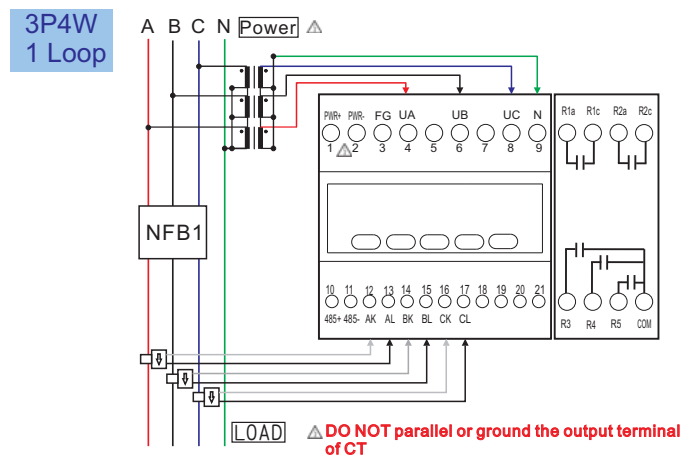 3P4W
1 Loop
A B C N Power
PWR+ PWR- FG UA UB UC N
1 2 3 4 5 6 7 8 9
R1a R1c R2a R2c
NFB1
10 11 12 13 14 15 16 17 18 19 20 21
485+ 485- AK AL BK BL CK CL
R3 R4 R5 COM
LOAD
DO NOT parallel or ground the output terminal
of CT